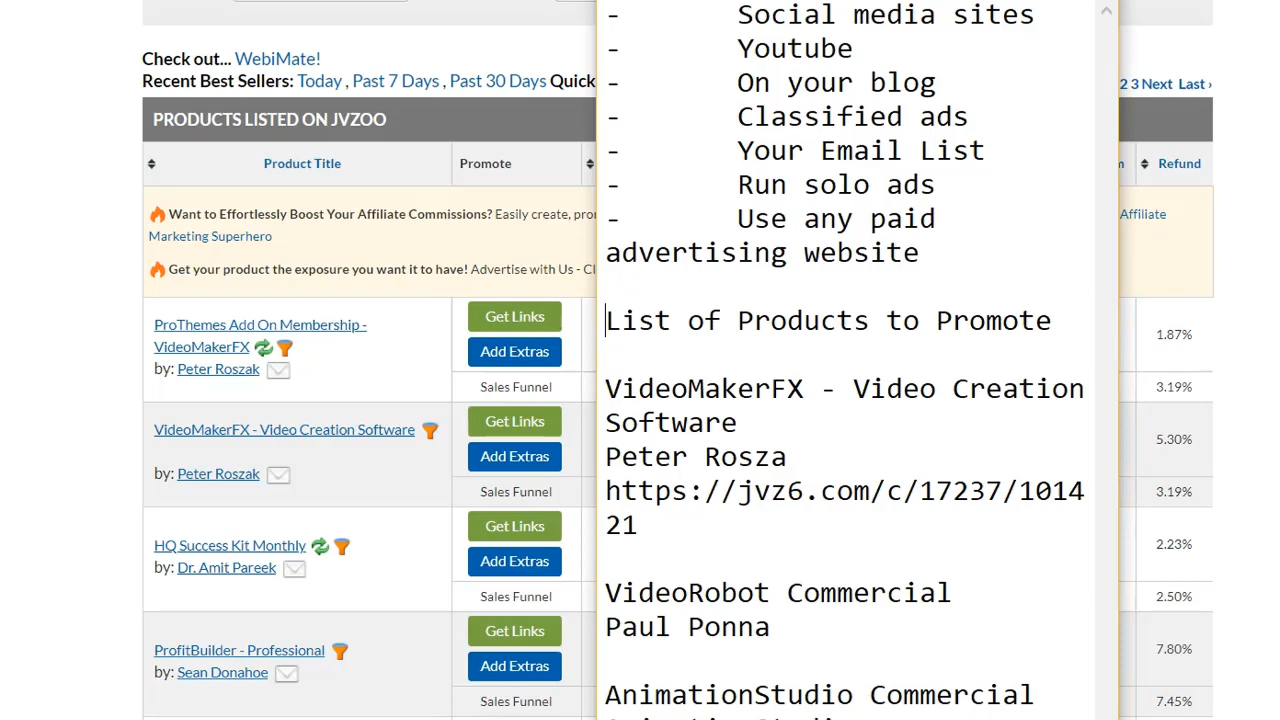 Check out... WebiMate!
Recent Best Sellers: Today , Past 7 Days , Past 30 Days Quick
2 3 Next Last ›
PRODUCTS LISTED ON JVZOO
Product Title Promote Refund
Want to Effortlessly Boost Your Affiliate Commissions? Easily create, pro
Affiliate
Marketing Superhero
Get your product the exposure you want it to have! Advertise with Us - Cl
ProThemes Add On Membership -
VideoMakerFX
by: Peter Roszak
Get Links
Add Extras
Sales Funnel
1.87%
3.19%
VideoMakerFX - Video Creation Software
by: Peter Roszak
Get Links
Add Extras
Sales Funnel
5.30%
3.19%
HQ Success Kit Monthly
by: Dr. Amit Pareek
Get Links
Add Extras
Sales Funnel
2.23%
2.50%
ProfitBuilder - Professional
by: Sean Donahoe
Get Links
Add Extras
Sales Funnel
7.80%
7.45%
- Social media sites
- Youtube
- On your blog
- Classified ads
- Your Email List
- Run solo ads
- Use any paid
advertising website
List of Products to Promote
VideoMakerFX - Video Creation
Software
Peter Rosza
https://jvz6.com/c/17237/1014
21
VideoRobot Commercial
Paul Ponna
AnimationStudio Commercial